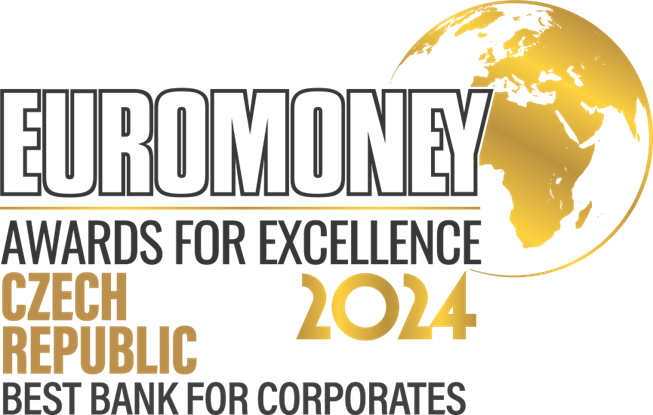 EUROMONEY
AWARDS FOR EXCELLENCE
2024
CZECH
REPUBLIC
BEST BANK FOR CORPORATES